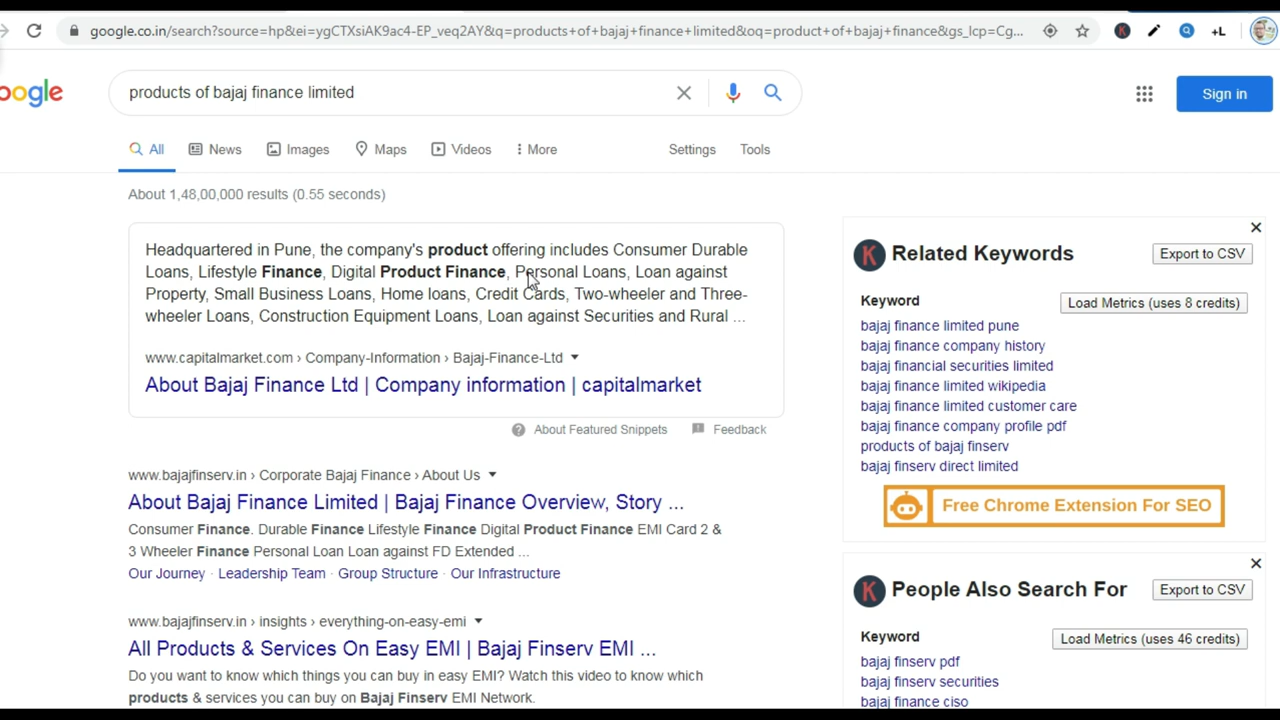 google.co.in/search?source=hp&ei=ygCTXsiAK9ac4-EP_veq2AY&q=products+of+bajaj+finance+limited&oq=product+of+bajaj+finance&gs_lcp=Cg...
+L
oogle
products of bajaj finance limited
Sign in
All
News
Images
Maps
Videos
More
Settings
Tools
About 1,48,00,000 results (0.55 seconds)
Headquartered in Pune, the company's product offering includes Consumer Durable
Loans, Lifestyle Finance, Digital Product Finance, Personal Loans, Loan against
Property, Small Business Loans, Home loans, Credit Cards, Two-wheeler and Three-
wheeler Loans, Construction Equipment Loans, Loan against Securities and Rural ...
www.capitalmarket.com › Company-Information › Bajaj-Finance-Ltd
About Bajaj Finance Ltd | Company information | capitalmarket
About Featured Snippets
Feedback
www.bajajfinserv.in › Corporate Bajaj Finance › About Us
About Bajaj Finance Limited | Bajaj Finance Overview, Story ...
Consumer Finance. Durable Finance Lifestyle Finance Digital Product Finance EMI Card 2 &
3 Wheeler Finance Personal Loan Loan against FD Extended ...
Our Journey · Leadership Team · Group Structure · Our Infrastructure
www.bajajfinserv.in › insights › everything-on-easy-emi
All Products & Services On Easy EMI | Bajaj Finserv EMI ...
Do you want to know which things you can buy in easy EMI? Watch this video to know which
products & services you can buy on Bajaj Finserv EMI Network.
K
Related Keywords
Export to CSV
Keyword
Load Metrics (uses 8 credits)
bajaj finance limited pune
bajaj finance company history
bajaj financial securities limited
bajaj finance limited wikipedia
bajaj finance limited customer care
bajaj finance company profile pdf
products of bajaj finserv
bajaj finserv direct limited
Free Chrome Extension For SEO
K
People Also Search For
Export to CSV
Keyword
Load Metrics (uses 46 credits)
bajaj finserv pdf
bajaj finserv securities
bajaj finance ciso